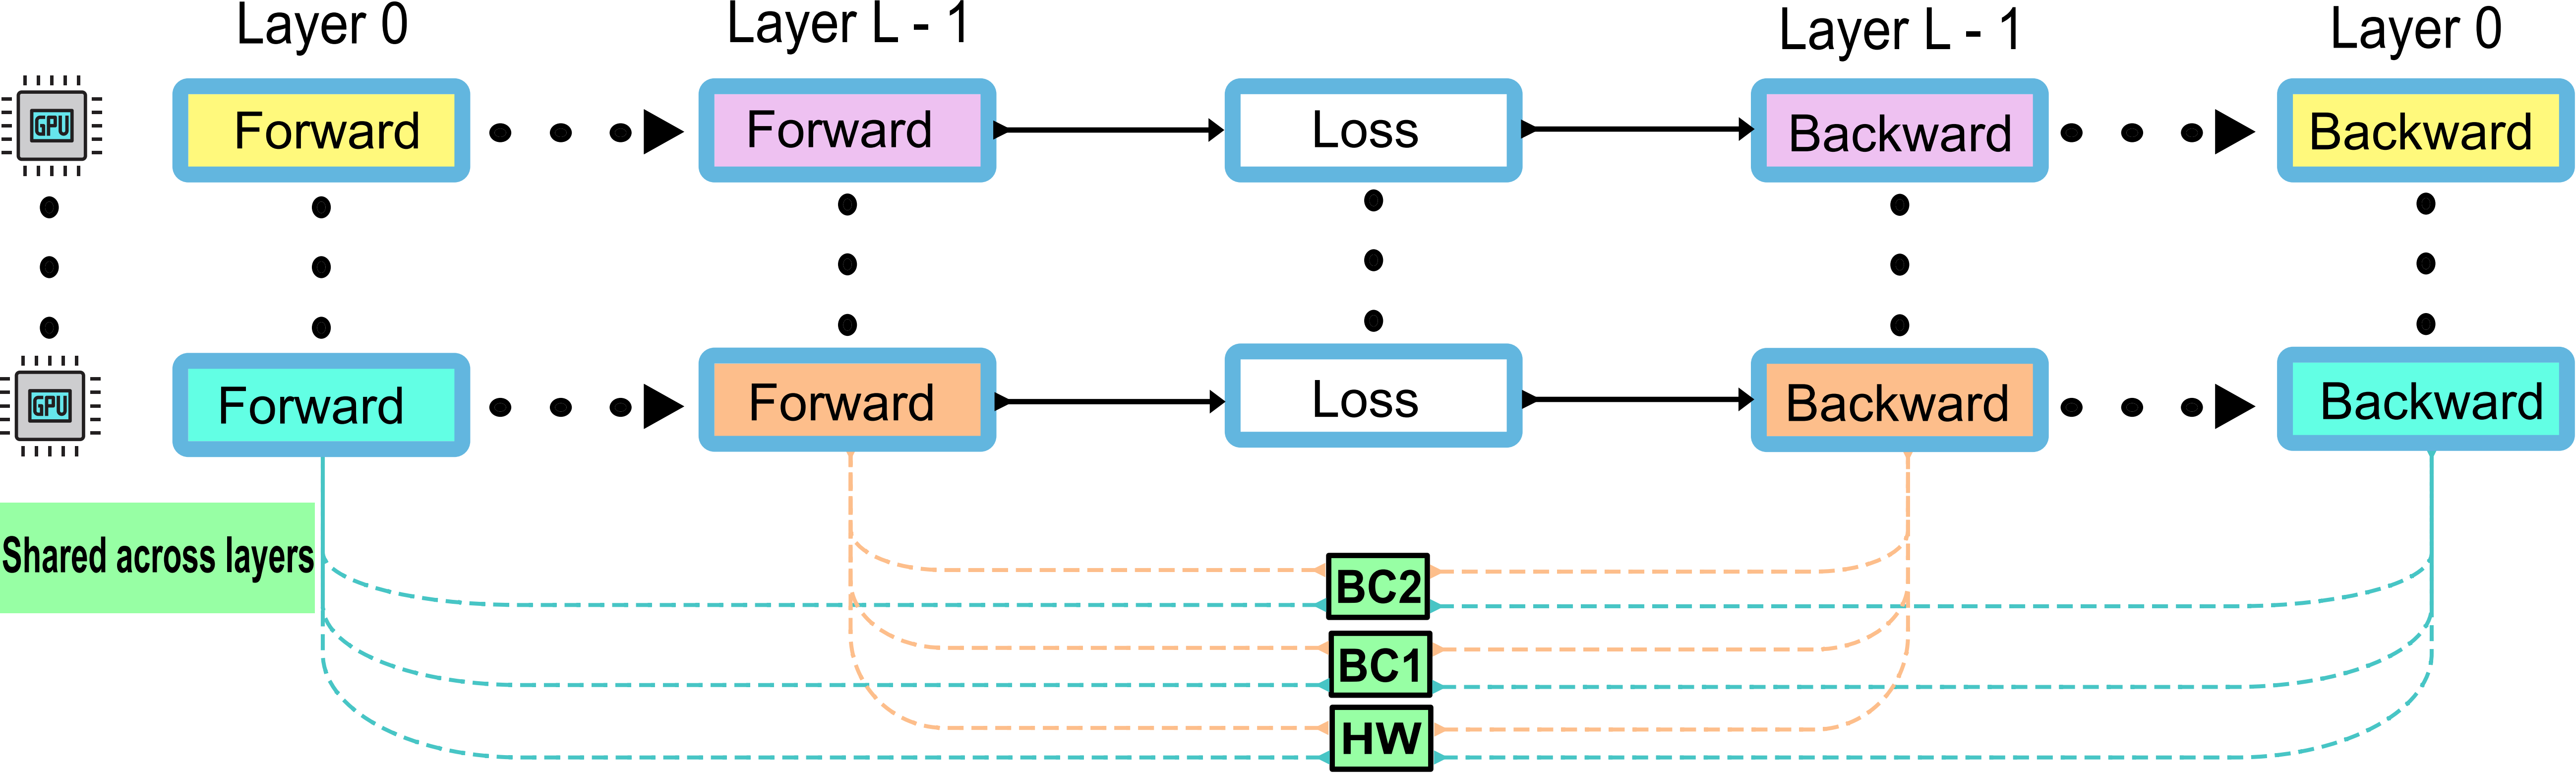 Layer 0
Layer L - 1
Layer L - 1
Layer 0
GPU
Forward
Forward
Loss
Backward
Backward
GPU
Forward
Forward
Loss
Backward
Backward
Shared across layers
BC2
BC1
HW